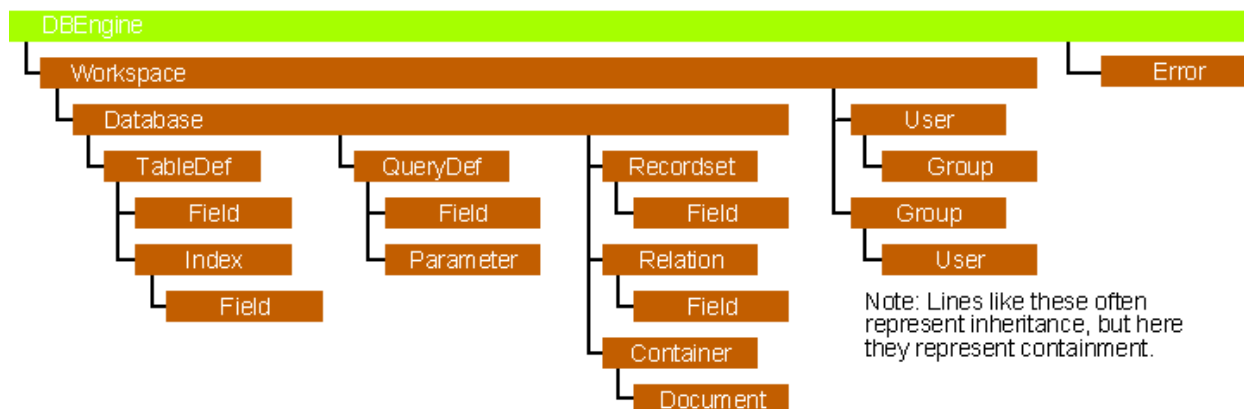 DBEngine
Workspace
Error
Database
User
TableDef
QueryDef
Recordset
Group
Field
Field
Field
Group
Index
Parameter
Relation
User
Field
Field
Note: Lines like these often
represent inheritance, but here
they represent containment.
Container
Document